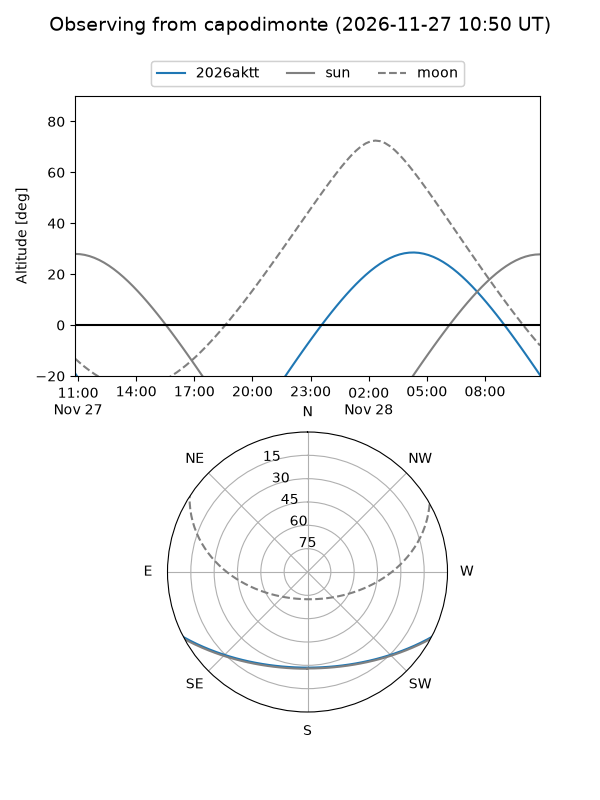 Observing from capodimonte (2026-11-27 10:50 UT)
2026aktt sun moon
Altitude [deg]
80
60
40
20
0
−20
11:00 14:00 17:00 20:00 23:00 02:00 05:00 08:00
Nov 27 Nov 28
N
NE NW
15
30
45
60
75
E W
SE SW
S